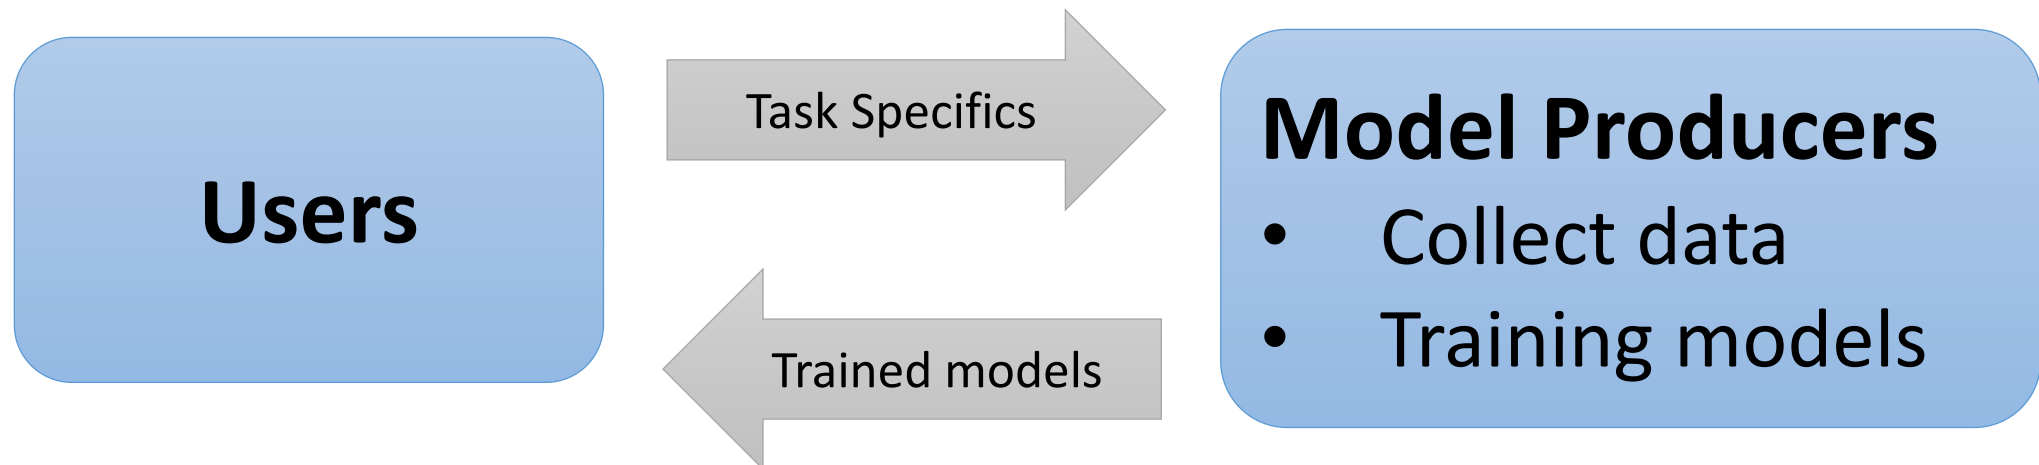 Users
Task Specifics
Trained models
Model Producers
• Collect data
• Training models